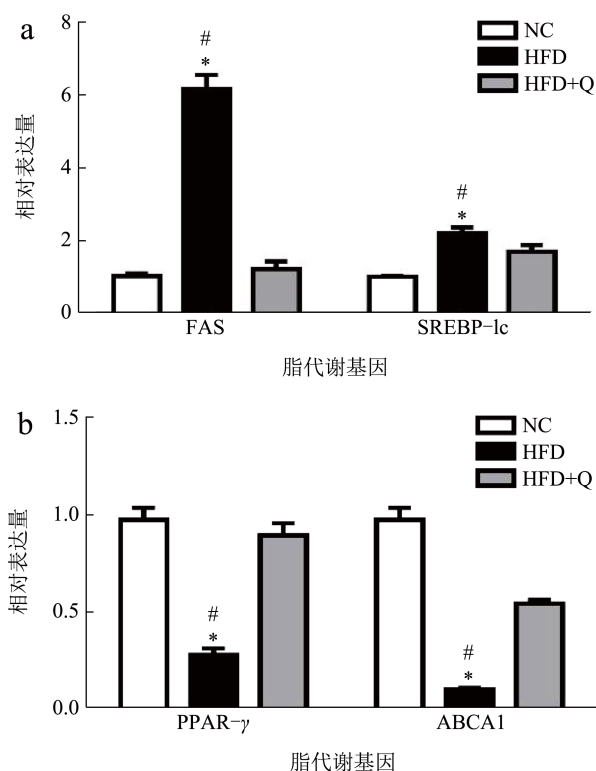 a
8
6
4
2
0
相对表达量
#
*
#
*
NC
HFD
HFD+Q
FAS
SREBP-lc
脂代谢基因
b
1.5
1.0
0.5
0.0
相对表达量
#
*
#
*
NC
HFD
HFD+Q
PPAR-γ
ABCA1
脂代谢基因